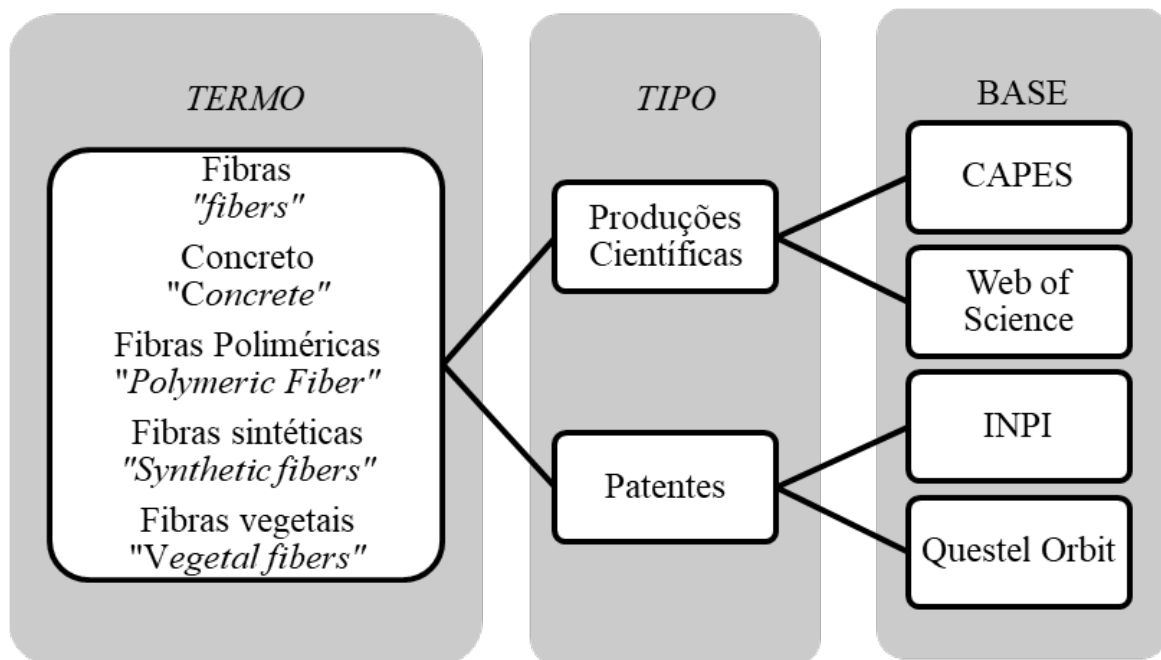 TERMO
Fibras
"fibers"
Concreto
"Concrete"
Fibras Poliméricas
"Polymeric Fiber"
Fibras sintéticas
"Synthetic fibers"
Fibras vegetais
"Vegetal fibers"
TIPO
Produções
Científicas
Patentes
BASE
CAPES
Web of
Science
INPI
Questel Orbit